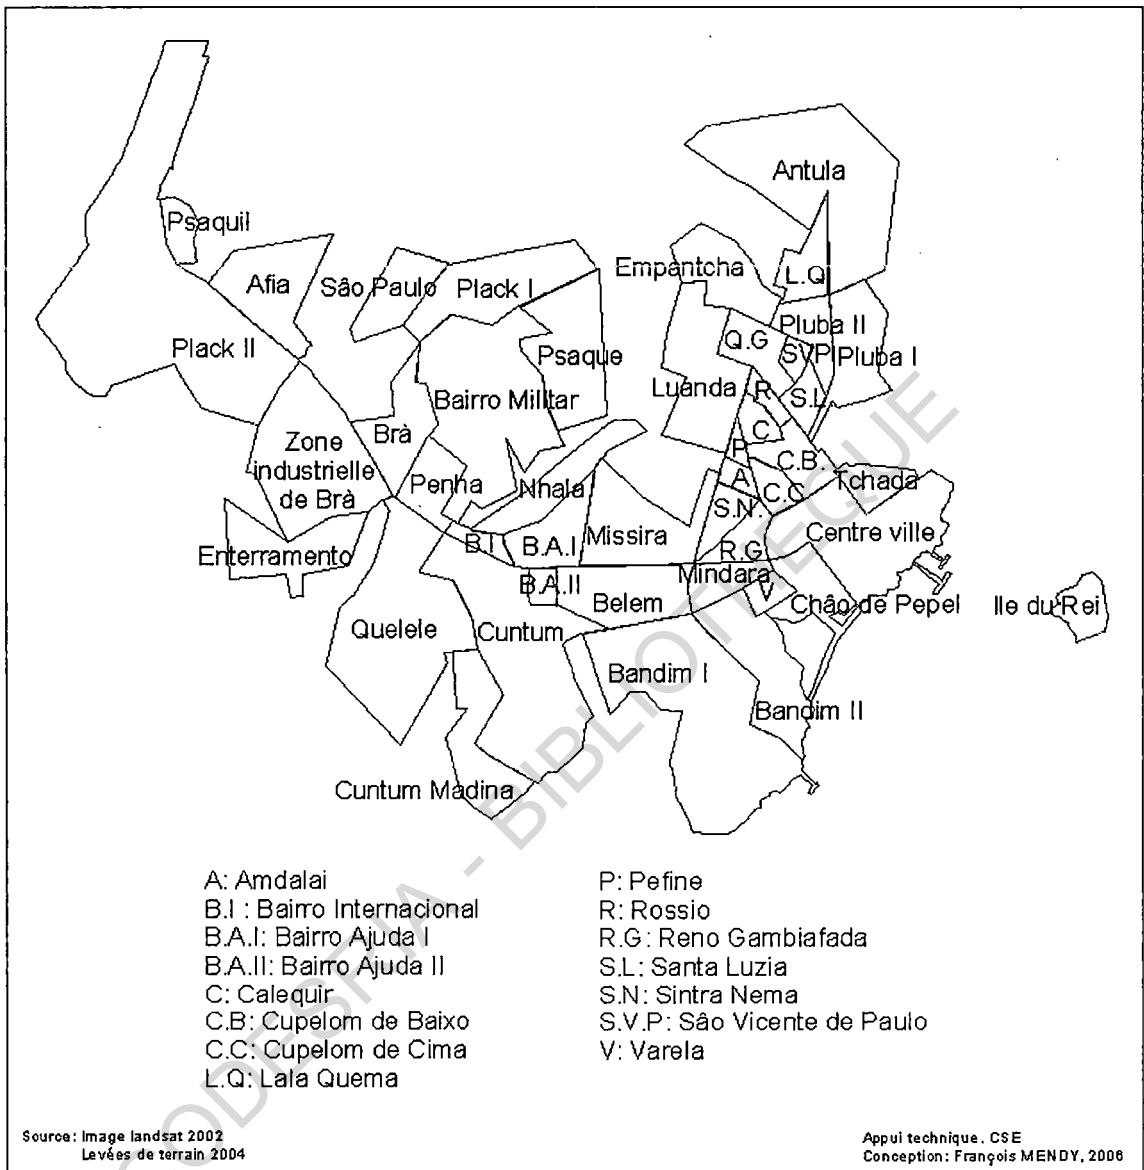 Antula
Psaquil
Empantcha
L.Q
Afia
São Paulo
Plack I
Pluba II
Plack II
Psaque
Q.G
SVP
Pluba I
Luanda
R
S.L
Bairro Militar
Brà
C
P
C.B.
Zone
industrielle
de Brà
Penha
Nhala
A
C.C
Tchada
S.N.
Missira
Centre ville
Enterramento
B.I
B.A.I
R.G
Mindara
B.A.II
Belem
V
Châo de Pepel
Ile du Rei
Quelele
Cuntum
Bandim I
Bandim II
Cuntum Madina
A: Amdalai
B.I : Bairro Internacional
B.A.I: Bairro Ajuda I
B.A.II: Bairro Ajuda II
C: Calequir
C.B: Cupelom de Baixo
C.C: Cupelom de Cima
L.Q: Lala Quema
P: Pefine
R: Rossio
R.G: Reno Gambiafada
S.L: Santa Luzia
S.N: Sintra Nema
S.V.P: Sâo Vicente de Paulo
V: Varela
Source: Image landsat 2002
Levées de terrain 2004
Appui technique. CSE
Conception: François MENDY, 2006
CODESRIA - BIBLIOTHEQUE